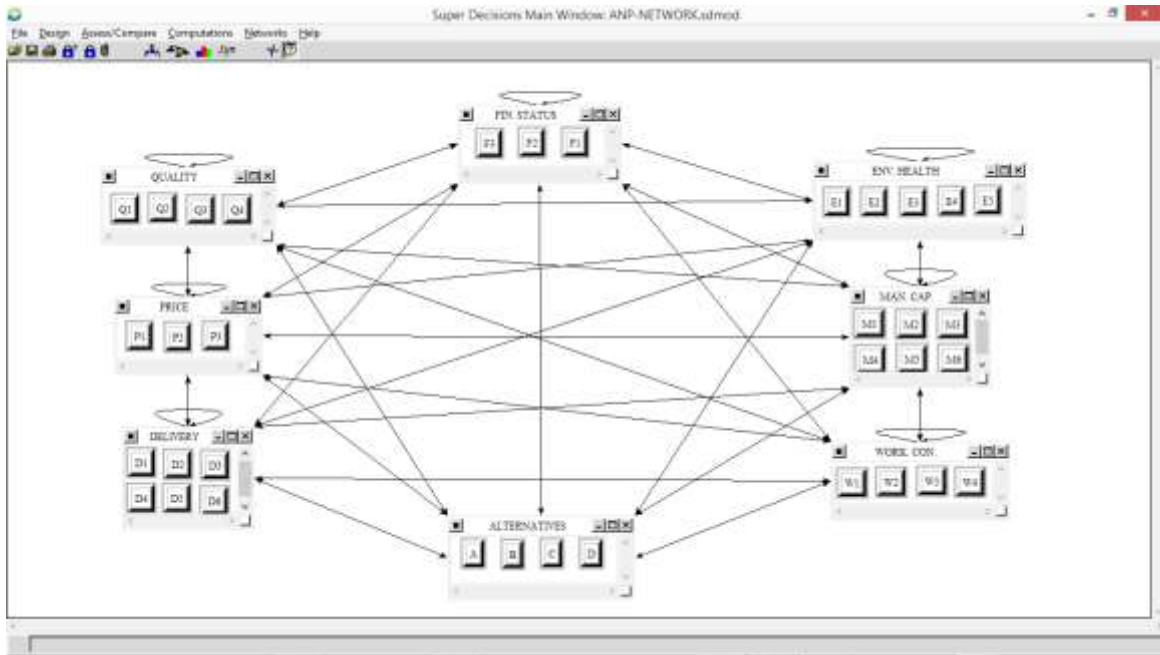 Super Decisions Main Window: ANP-NETWORK.sdmod
File Design Assess/Compare Computations Networks Help
FIN. STATUS
F3 F2 F1
QUALITY
Q1 Q2 Q3 Q4
ENV. HEALTH
E1 E2 E3 E4 E5
PRICE
P1 P2 P3
MAN. CAP
M1 M2 M3
M4 M5 M6
DELIVERY
D1 D2 D3
D4 D5 D6
WORK. CON.
W1 W2 W3 W4
ALTERNATIVES
A B C D